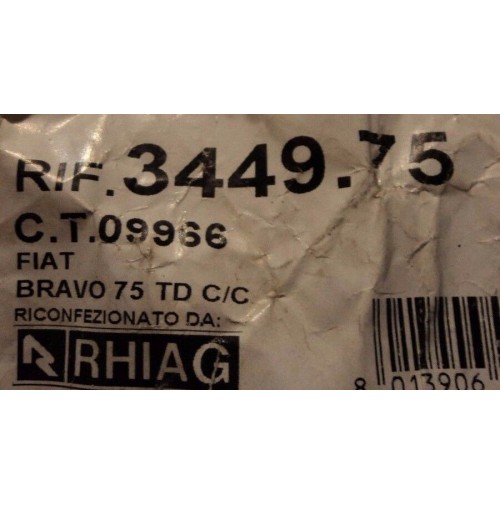 RIF. 3449.75
C.T.09966
FIAT
BRAVO 75 TD C/C
RICONFEZIONATO DA:
RHIAG
8 013906